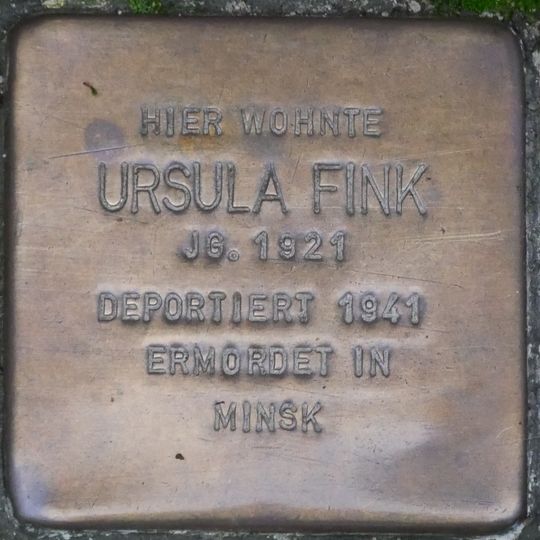 HIER WOHNTE
URSULA FINK
JG. 1921
DEPORTIERT 1941
ERMORDET IN
MINSK